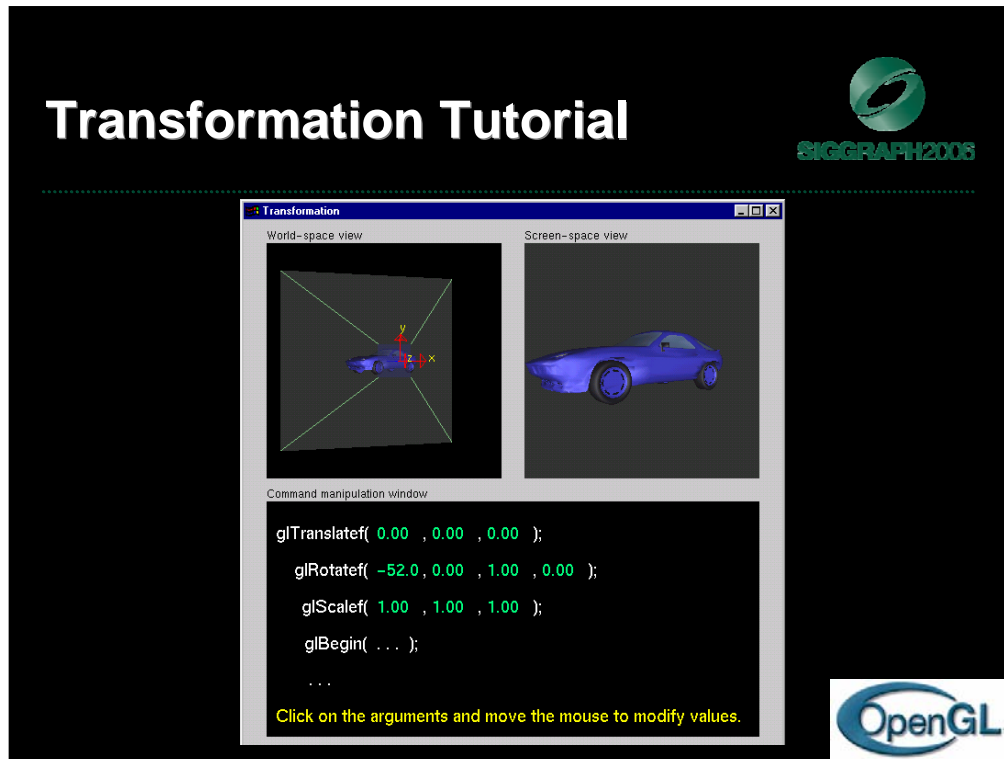 Transformation Tutorial
SIGGRAPH2006
Transformation
World-space view
Screen-space view
y
z x
Command manipulation window
glTranslatef( 0.00 , 0.00 , 0.00 );
glRotatef( -52.0 , 0.00 , 1.00 , 0.00 );
glScalef( 1.00 , 1.00 , 1.00 );
glBegin( . . . );
. . .
Click on the arguments and move the mouse to modify values.
OpenGL